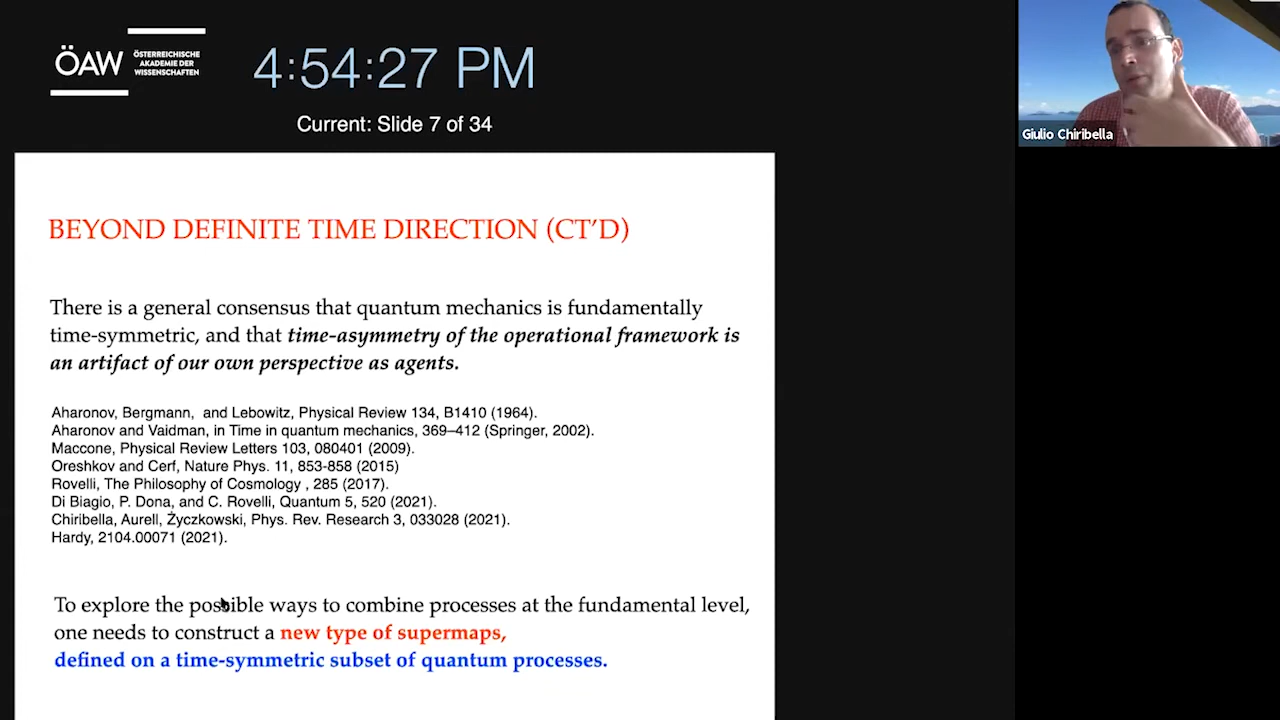 ÖAW
ÖSTERREICHISCHE
AKADEMIE DER
WISSENSCHAFTEN
4:54:27 PM
Current: Slide 7 of 34
Giulio Chiribella
BEYOND DEFINITE TIME DIRECTION (CT’D)
There is a general consensus that quantum mechanics is fundamentally
time-symmetric, and that time-asymmetry of the operational framework is
an artifact of our own perspective as agents.
Aharonov, Bergmann, and Lebowitz, Physical Review 134, B1410 (1964).
Aharonov and Vaidman, in Time in quantum mechanics, 369–412 (Springer, 2002).
Maccone, Physical Review Letters 103, 080401 (2009).
Oreshkov and Cerf, Nature Phys. 11, 853-858 (2015)
Rovelli, The Philosophy of Cosmology , 285 (2017).
Di Biagio, P. Dona, and C. Rovelli, Quantum 5, 520 (2021).
Chiribella, Aurell, Życzkowski, Phys. Rev. Research 3, 033028 (2021).
Hardy, 2104.00071 (2021).
To explore the possible ways to combine processes at the fundamental level,
one needs to construct a new type of supermaps,
defined on a time-symmetric subset of quantum processes.